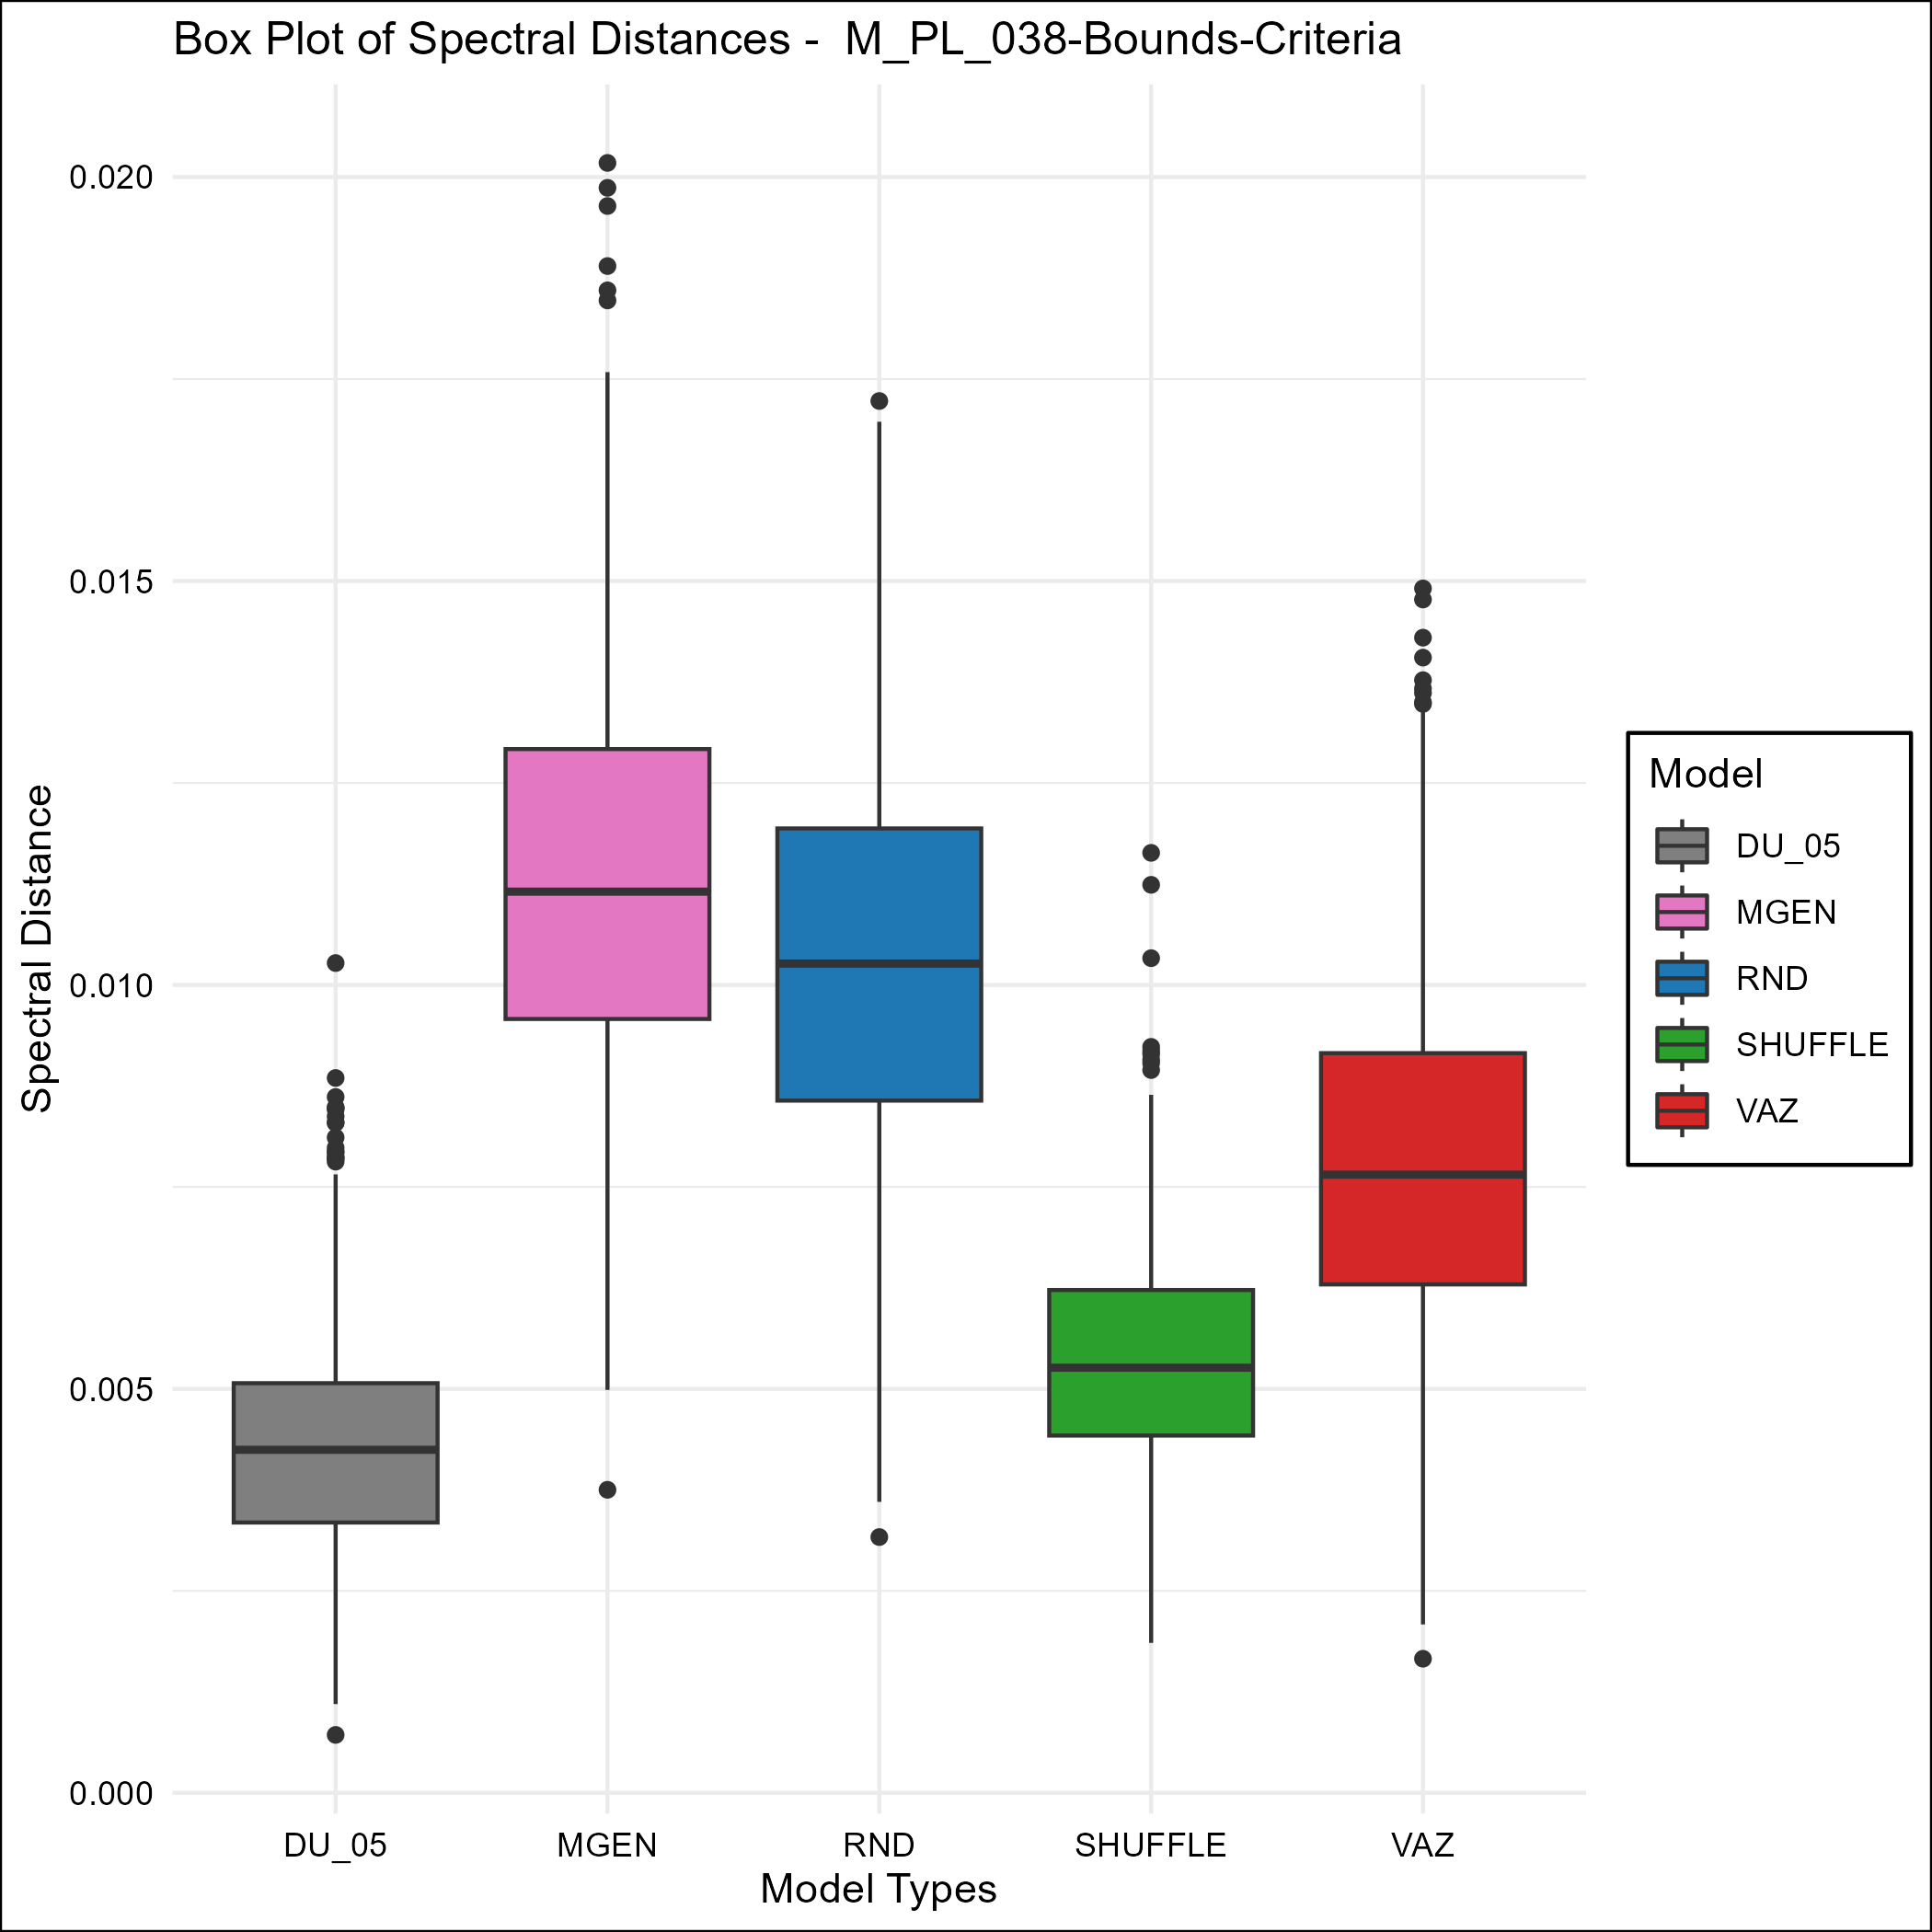 Box Plot of Spectral Distances -  M_PL_038-Bounds-Criteria
Spectral Distance
0.020
0.015
0.010
0.005
0.000
DU_05
MGEN
RND
SHUFFLE
VAZ
Model Types
Model
DU_05
MGEN
RND
SHUFFLE
VAZ